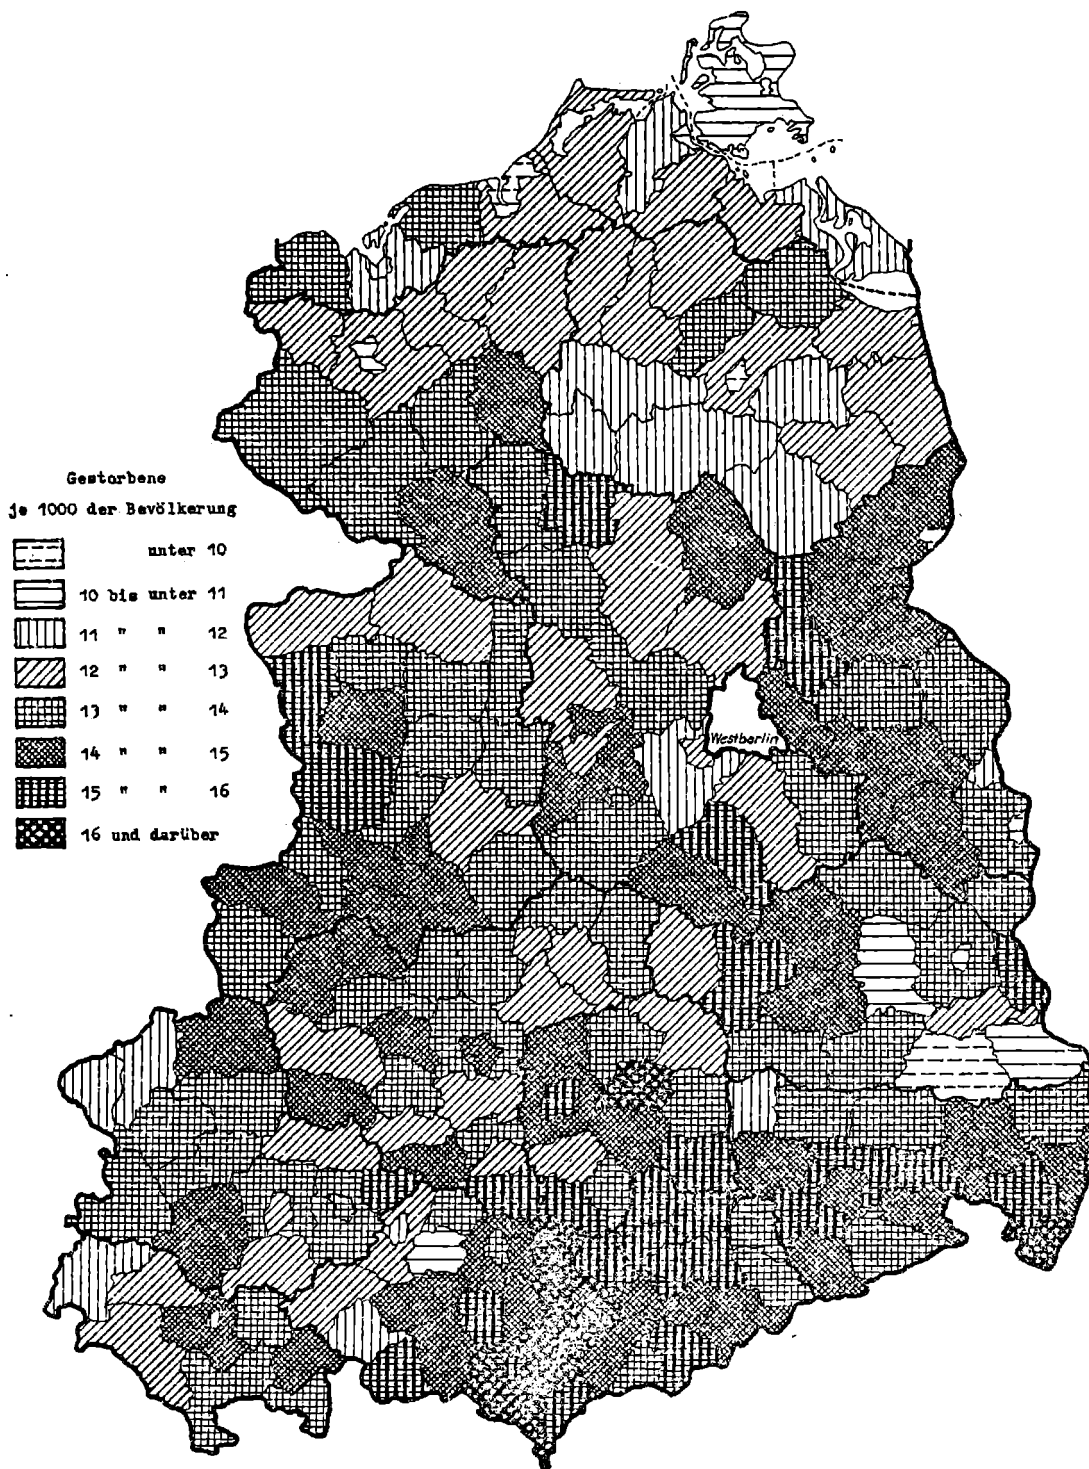 Gestorbene
je 1000 der Bevölkerung
unter 10
10 bis unter 11
11 " " 12
12 " " 13
13 " " 14
14 " " 15
15 " " 16
16 und darüber
Westberlin